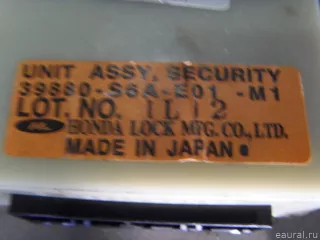 UNIT ASSY, SECURITY
39880-S6A-E01 -M1
LOT. NO. 1L12
HONDA LOCK MFG. CO., LTD.
MADE IN JAPAN
eaural.ru